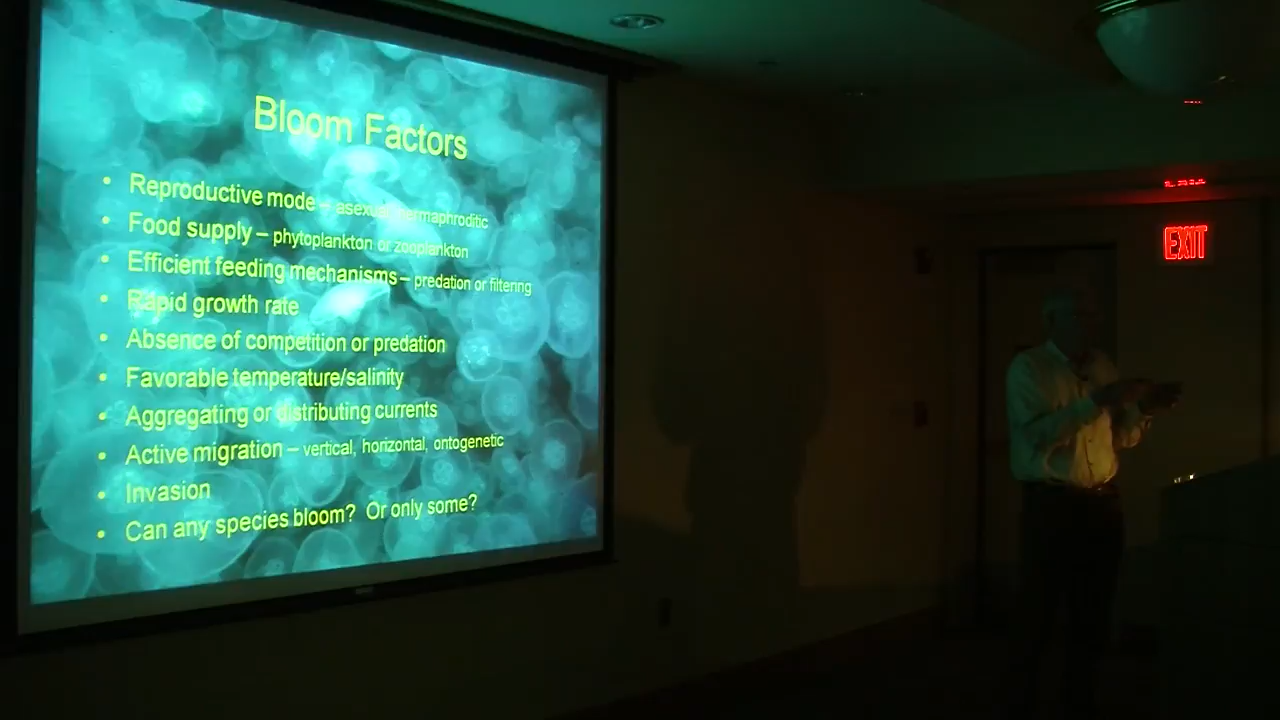 Bloom Factors
• Reproductive mode – asexual, hermaphroditic
• Food supply – phytoplankton or zooplankton
• Efficient feeding mechanisms – predation or filtering
• Rapid growth rate
• Absence of competition or predation
• Favorable temperature/salinity
• Aggregating or distributing currents
• Active migration – vertical, horizontal, ontogenetic
• Invasion
• Can any species bloom? Or only some?
EXIT